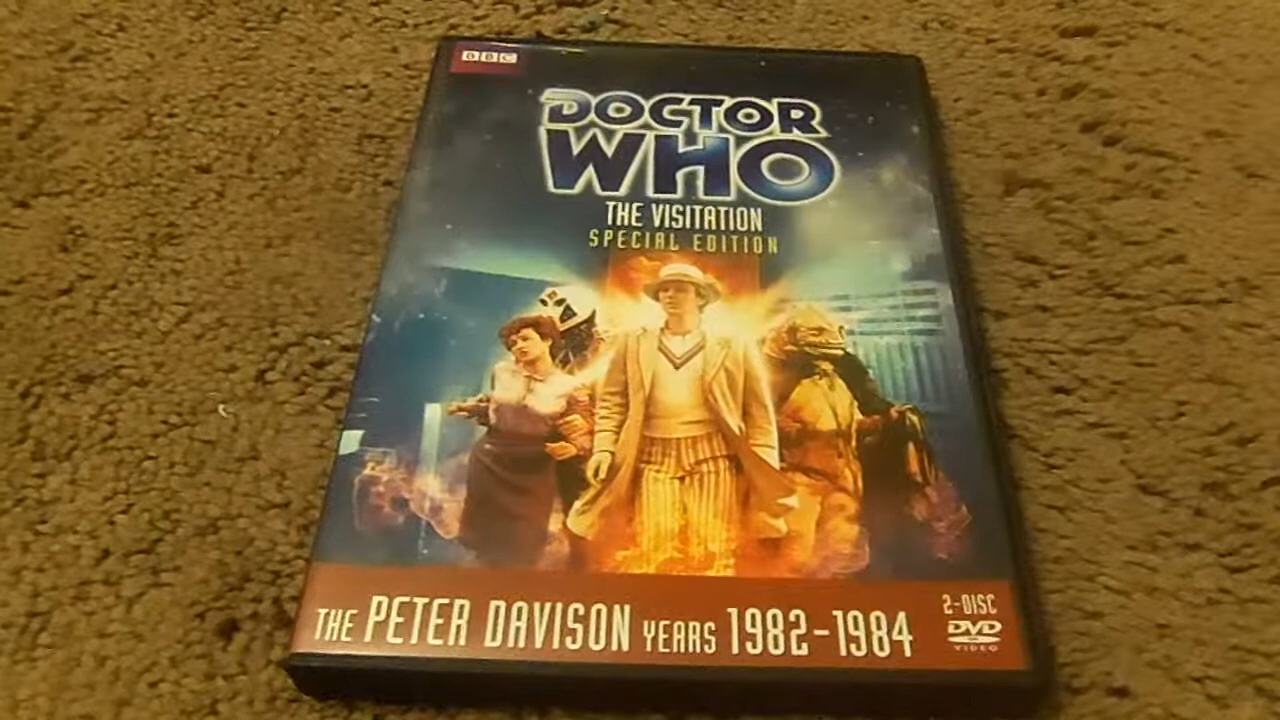 BBC
DOCTOR
WHO
THE VISITATION
SPECIAL EDITION
THE PETER DAVISON YEARS 1982-1984
2-DISC
DVD
VIDEO